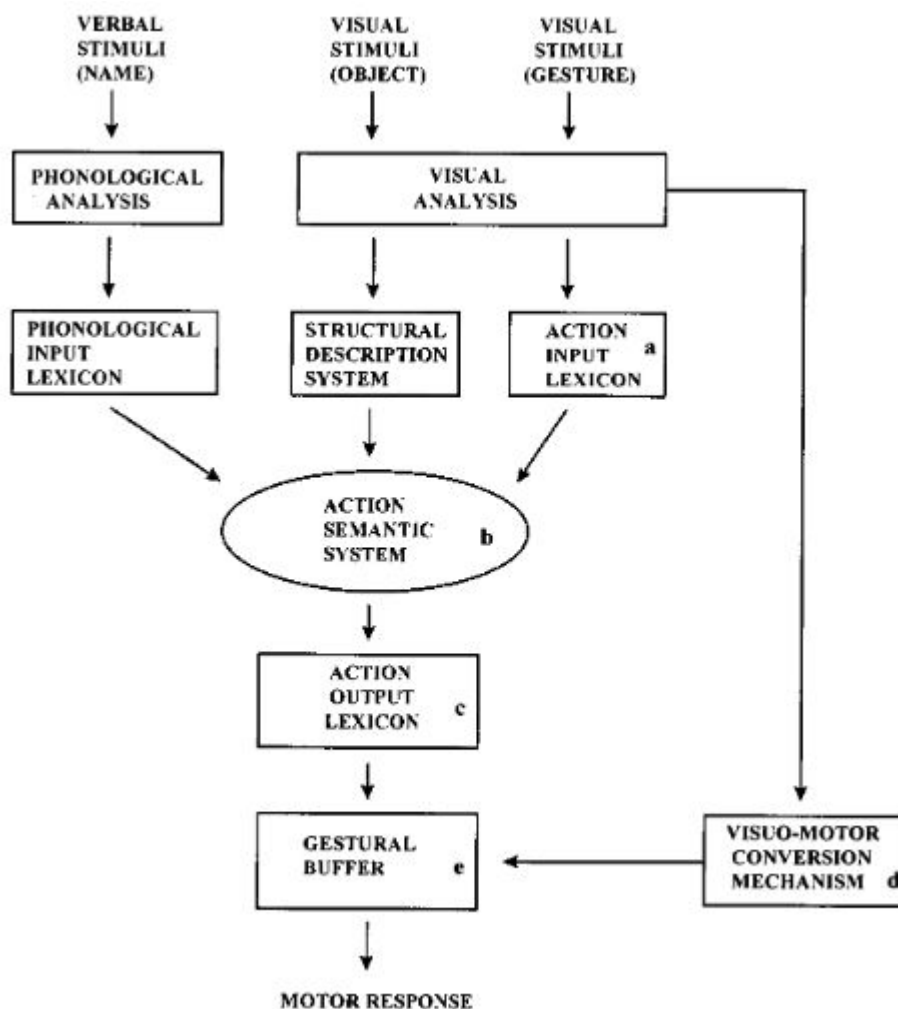 VERBAL
STIMULI
(NAME)
VISUAL
STIMULI
(OBJECT)
VISUAL
STIMULI
(GESTURE)
PHONOLOGICAL
ANALYSIS
VISUAL
ANALYSIS
PHONOLOGICAL
INPUT
LEXICON
STRUCTURAL
DESCRIPTION
SYSTEM
ACTION
INPUT a
LEXICON
ACTION
SEMANTIC b
SYSTEM
ACTION
OUTPUT
LEXICON c
GESTURAL
BUFFER e
VISUO-MOTOR
CONVERSION
MECHANISM d
MOTOR RESPONSE